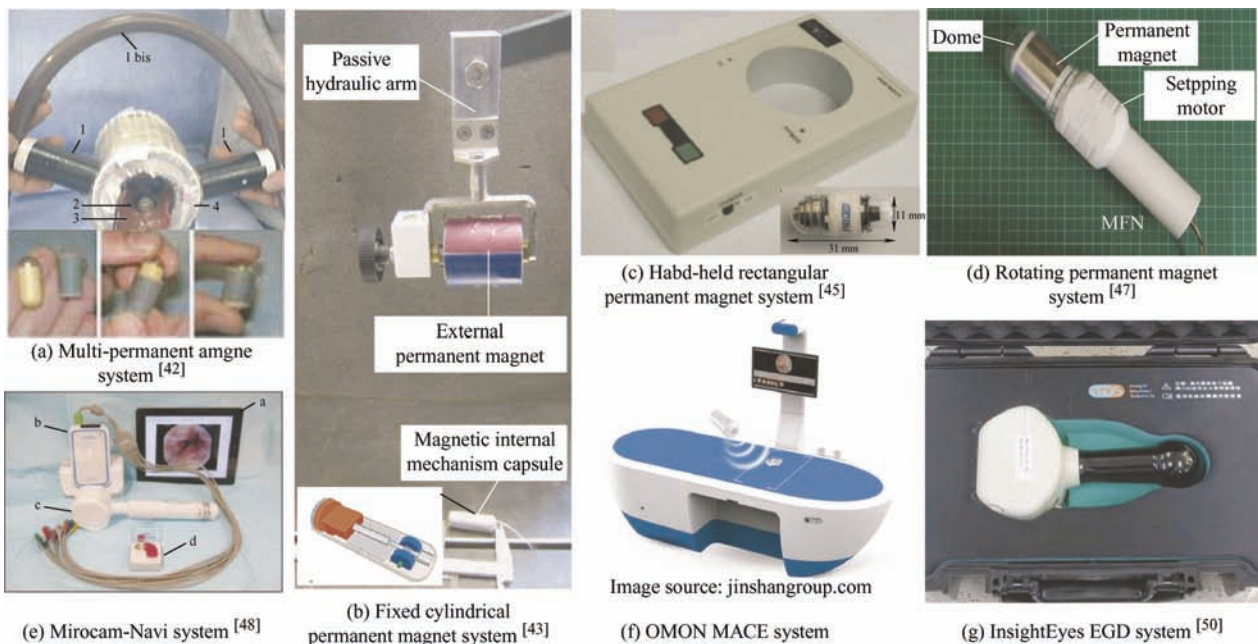 1 bis
1
1
2
3
4
(a) Multi-permanent amgne
system [42]
Passive
hydraulic arm
External
permanent magnet
Magnetic internal
mechanism capsule
(b) Fixed cylindrical
permanent magnet system [43]
11 mm
31 mm
(c) Habd-held rectangular
permanent magnet system [45]
Dome
Permanent
magnet
Setpping
motor
MFN
(d) Rotating permanent magnet
system [47]
a
b
c
d
(e) Mirocam-Navi system [48]
Image source: jinshangroup.com
(f) OMON MACE system
(g) InsightEyes EGD system [50]